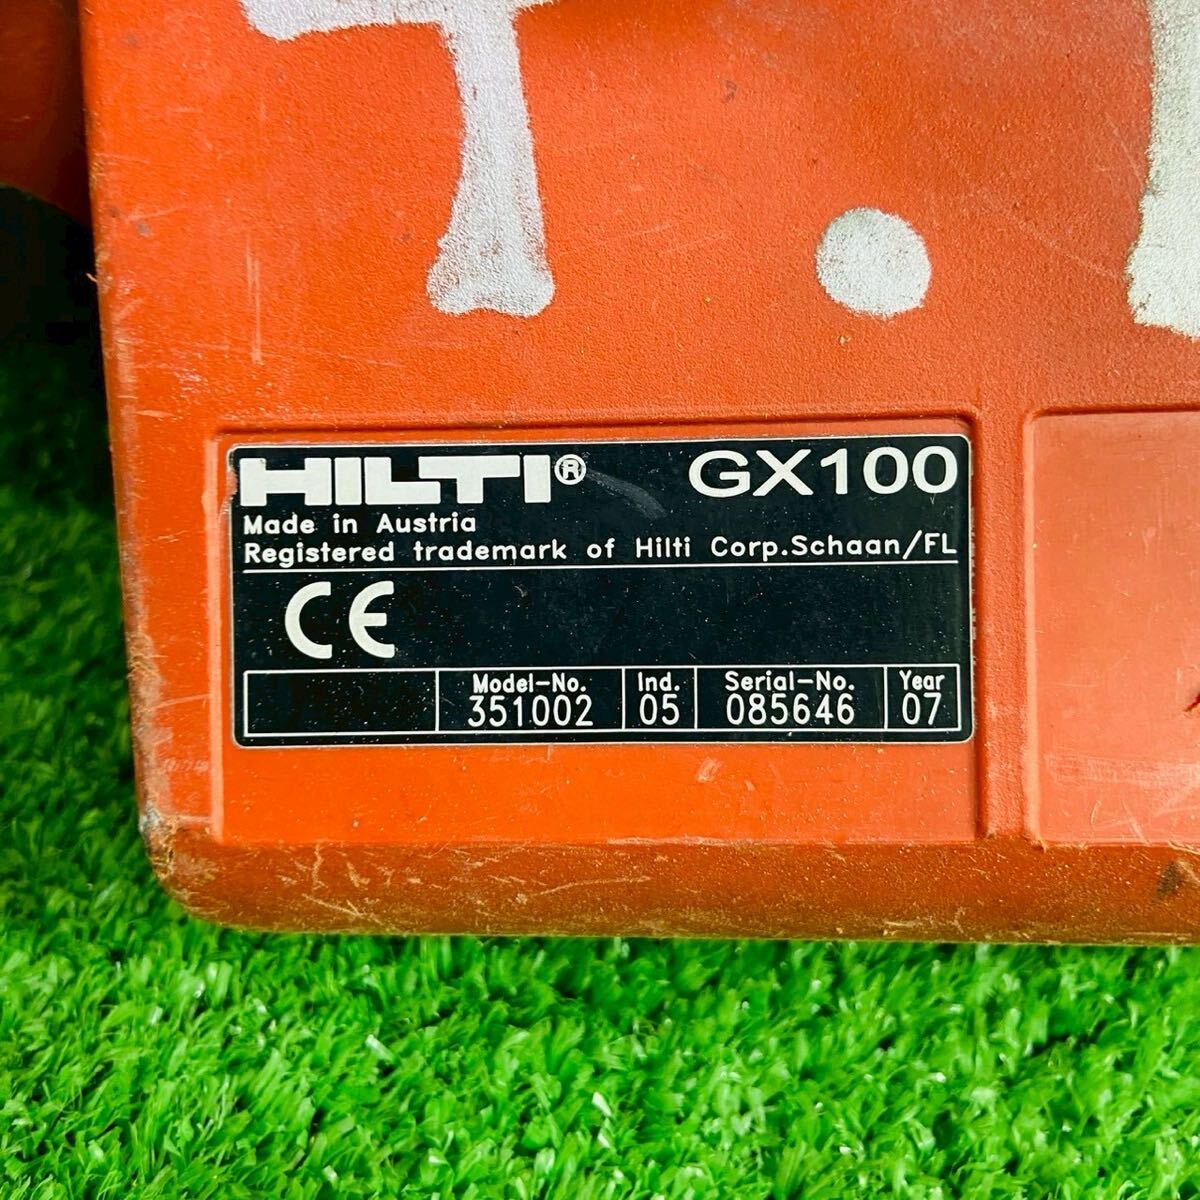 HILTI® GX100
Made in Austria
Registered trademark of Hilti Corp.Schaan/FL
CE
Model-No. Ind. Serial-No. Year
351002 05 085646 07